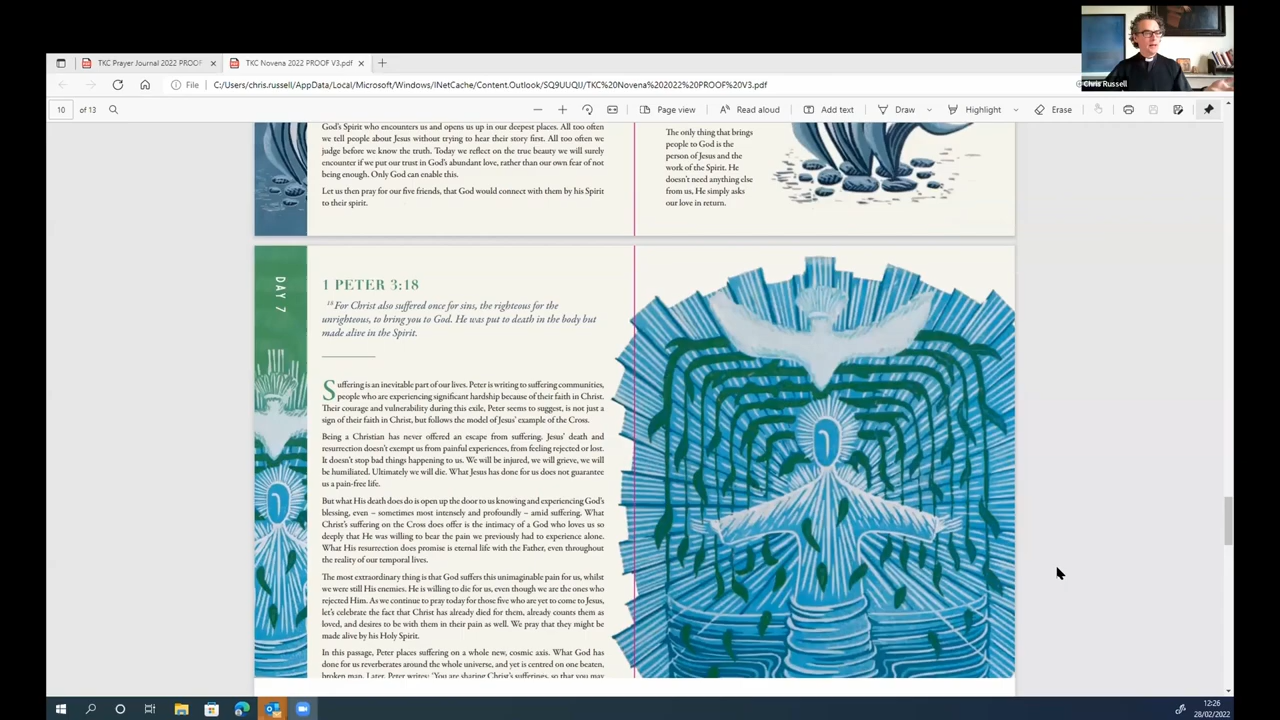 Chris Russell
TKC Prayer Journal 2022 PROOF
TKC Novena 2022 PROOF V3.pdf
File
C:/Users/chris.russell/AppData/Local/Microsoft/Windows/INetCache/Content.Outlook/SQ9UUQIJ/TKC%20Novena%202022%20PROOF%20V3.pdf
10 of 13
Page view
Read aloud
Add text
Draw
Highlight
Erase
God's Spirit who encounters us and opens us up in our deepest places. All too often
we tell people about Jesus without trying to hear their story first. All too often we
judge before we know the truth. Today we reflect on the true beauty we will surely
encounter if we put our trust in God's abundant love, rather than our own fear of not
being enough. Only God can enable this.
Let us then pray for our five friends, that God would connect with them by his Spirit
to their spirit.
The only thing that brings
people to God is the
person of Jesus and the
work of the Spirit. He
doesn't need anything else
from us, He simply asks
our love in return.
DAY 7
1 PETER 3:18
18 For Christ also suffered once for sins, the righteous for the
unrighteous, to bring you to God. He was put to death in the body but
made alive in the Spirit.
Suffering is an inevitable part of our lives. Peter is writing to suffering communities,
people who are experiencing significant hardship because of their faith in Christ.
Their courage and vulnerability during this exile, Peter seems to suggest, is not just a
sign of their faith in Christ, but follows the model of Jesus' example of the Cross.
Being a Christian has never offered an escape from suffering. Jesus' death and
resurrection doesn't exempt us from painful experiences, from feeling rejected or lost.
It doesn't stop bad things happening to us. We will be injured, we will grieve, we will
be humiliated. Ultimately we will die. What Jesus has done for us does not guarantee
us a pain-free life.
But what His death does do is open up the door to us knowing and experiencing God's
blessing, even – sometimes most intensely and profoundly – amid suffering. What
Christ's suffering on the Cross does offer is the intimacy of a God who loves us so
deeply that He was willing to bear the pain we previously had to experience alone.
What His resurrection does promise is eternal life with the Father, even throughout
the reality of our temporal lives.
The most extraordinary thing is that God suffers this unimaginable pain for us, whilst
we were still His enemies. He is willing to die for us, even though we are the ones who
rejected Him. As we continue to pray today for those five who are yet to come to Jesus,
let's celebrate the fact that Christ has already died for them, already counts them as
loved, and desires to be with them in their pain as well. We pray that they might be
made alive by his Holy Spirit.
In this passage, Peter places suffering on a whole new, cosmic axis. What God has
done for us reverberates around the whole universe, and yet is centred on one beaten,
broken man. Later, Peter writes: 'You are sharing Christ's sufferings, so that you may
12:26
28/02/2022